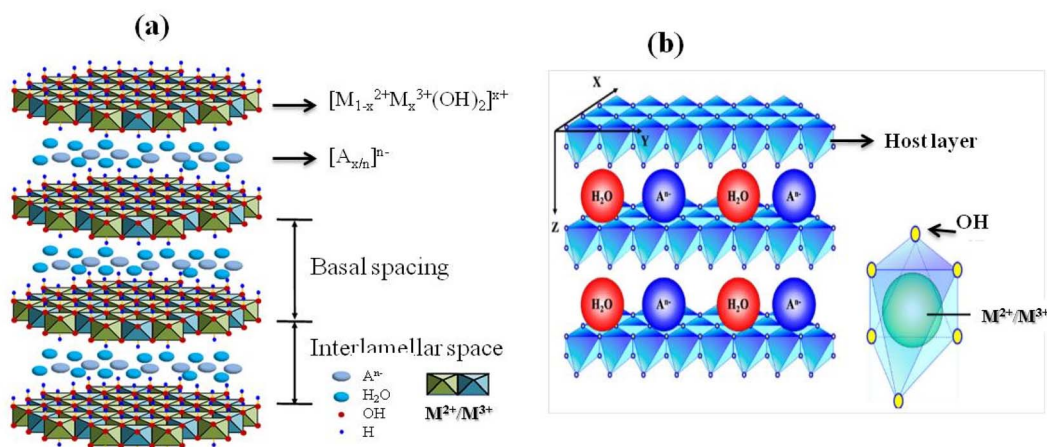 (a)
[M₁₋ₓ²⁺Mₓ³⁺(OH)₂]ˣ⁺
[Aₓ/ₙ]ⁿ⁻
Basal spacing
Interlamellar space
Aⁿ⁻
H₂O
OH
H
M²⁺/M³⁺
(b)
X
Y
Z
Host layer
H₂O
Aⁿ⁻
H₂O
Aⁿ⁻
H₂O
Aⁿ⁻
H₂O
Aⁿ⁻
OH
M²⁺/M³⁺